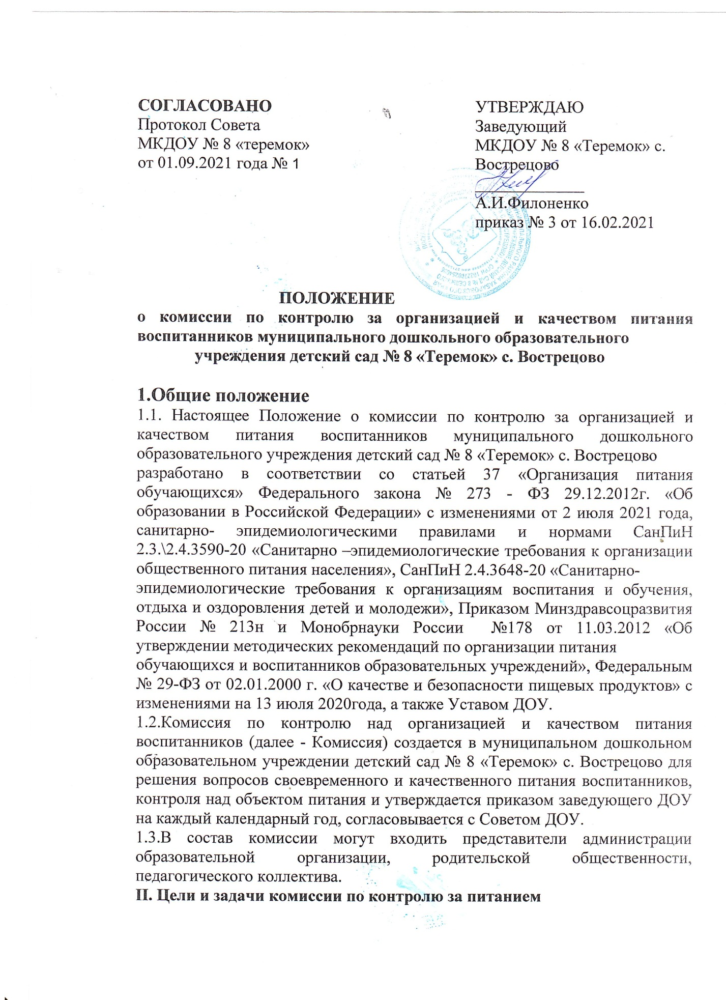 СОГЛАСОВАНО
Протокол Совета
МКДОУ № 8 «теремок»
от 01.09.2021 года № 1
УТВЕРЖДАЮ
Заведующий
МКДОУ № 8 «Теремок» с.
Вострецово
А.И.Филоненко
приказ № 3 от 16.02.2021
ПОЛОЖЕНИЕ
о комиссии по контролю за организацией и качеством питания
воспитанников муниципального дошкольного образовательного
учреждения детский сад № 8 «Теремок» с. Вострецово
1.Общие положение
1.1. Настоящее Положение о комиссии по контролю за организацией и
качеством питания воспитанников муниципального дошкольного
образовательного учреждения детский сад № 8 «Теремок» с. Вострецово
разработано в соответствии со статьей 37 «Организация питания
обучающихся» Федерального закона № 273 - ФЗ 29.12.2012г. «Об
образовании в Российской Федерации» с изменениями от 2 июля 2021 года,
санитарно- эпидемиологическими правилами и нормами СанПиН
2.3.\2.4.3590-20 «Санитарно –эпидемиологические требования к организации
общественного питания населения», СанПиН 2.4.3648-20 «Санитарно-
эпидемиологические требования к организациям воспитания и обучения,
отдыха и оздоровления детей и молодежи», Приказом Минздравсоцразвития
России № 213н и Монобрнауки России №178 от 11.03.2012 «Об
утверждении методических рекомендаций по организации питания
обучающихся и воспитанников образовательных учреждений», Федеральным
№ 29-ФЗ от 02.01.2000 г. «О качестве и безопасности пищевых продуктов» с
изменениями на 13 июля 2020года, а также Уставом ДОУ.
1.2.Комиссия по контролю над организацией и качеством питания
воспитанников (далее - Комиссия) создается в муниципальном дошкольном
образовательном учреждении детский сад № 8 «Теремок» с. Вострецово для
решения вопросов своевременного и качественного питания воспитанников,
контроля над объектом питания и утверждается приказом заведующего ДОУ
на каждый календарный год, согласовывается с Советом ДОУ.
1.3.В состав комиссии могут входить представители администрации
образовательной организации, родительской общественности,
педагогического коллектива.
II. Цели и задачи комиссии по контролю за питанием